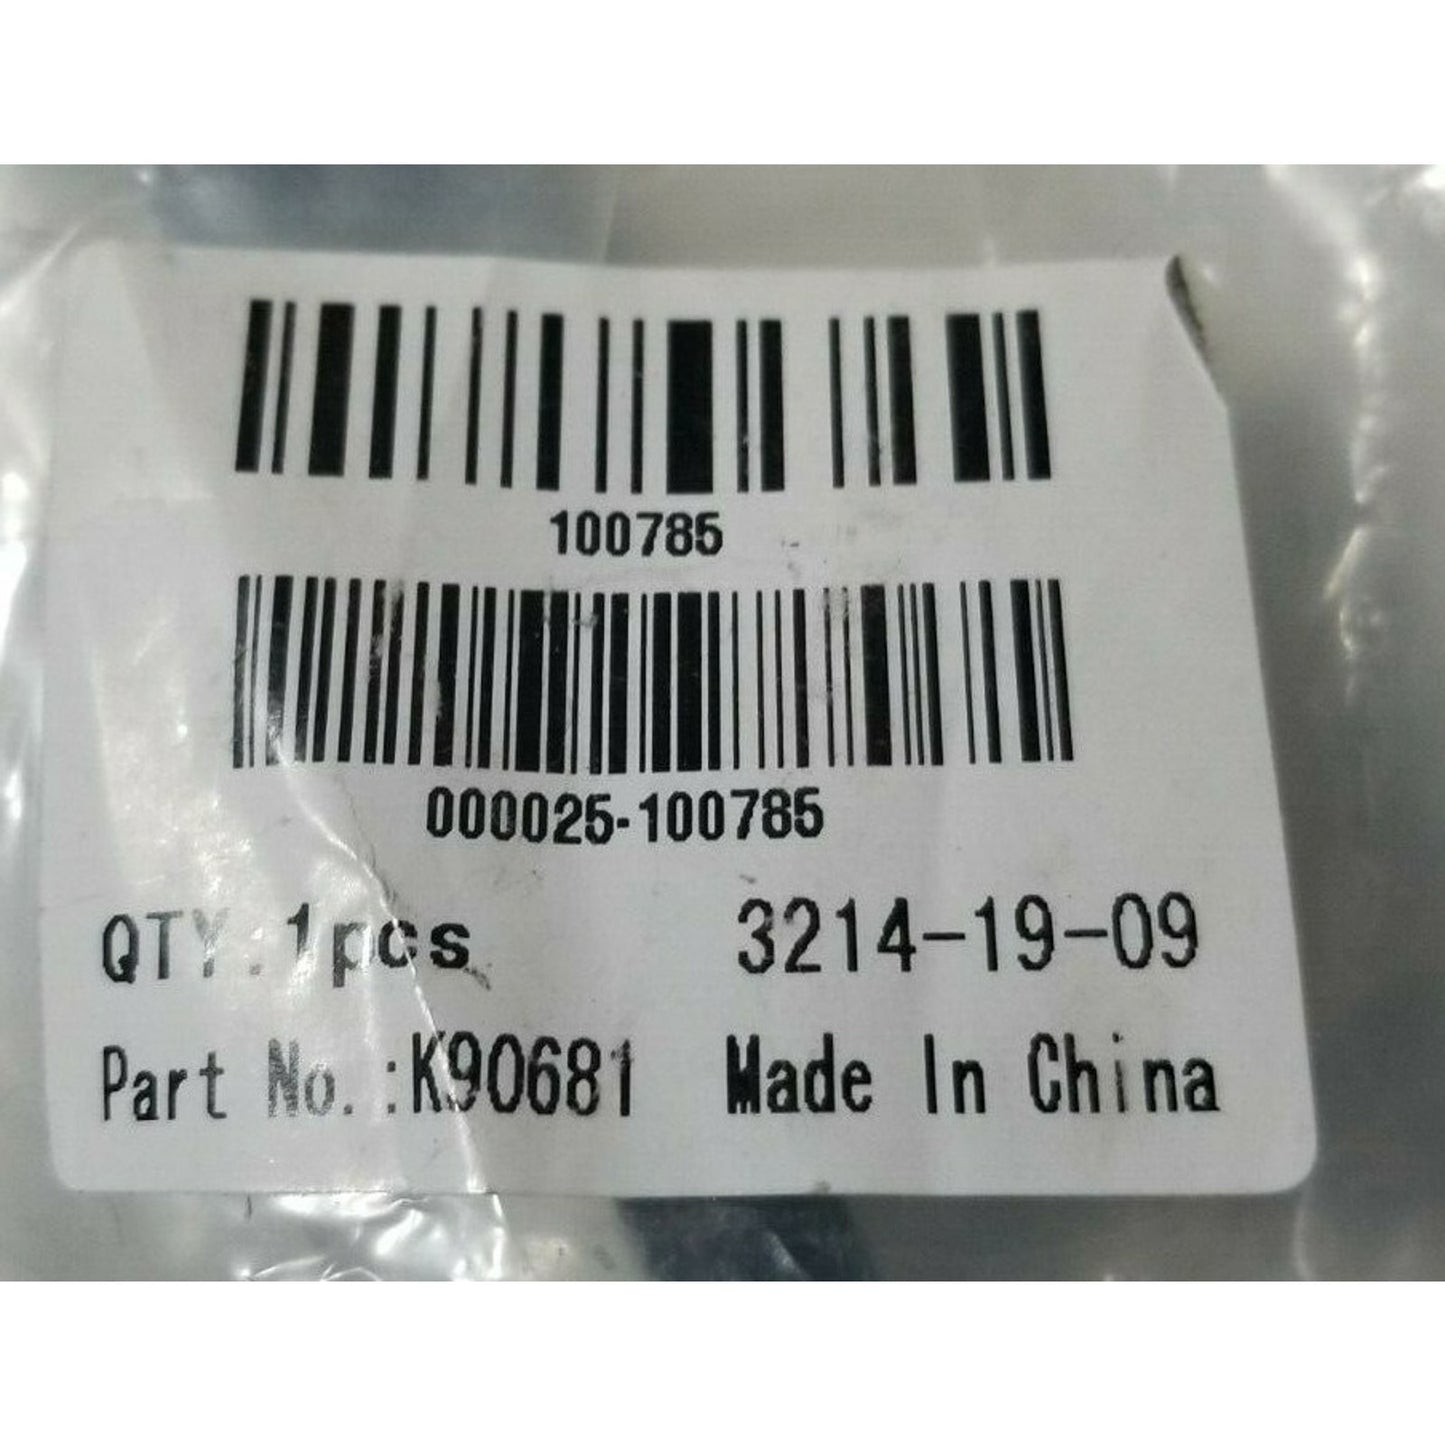 100785
000025-100785
QTY. 1pcs 3214-19-09
Part No.:K90681 Made In China